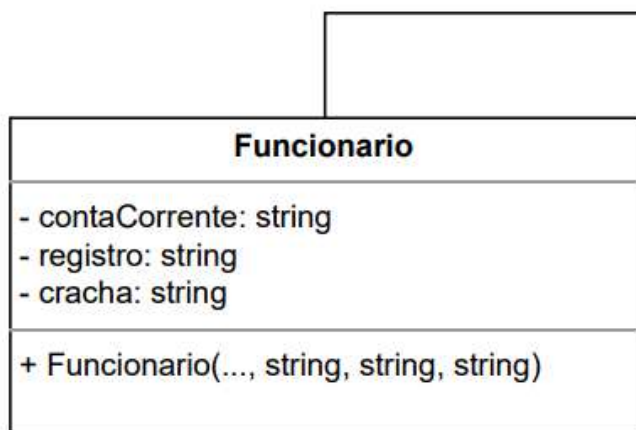 Funcionario
- contaCorrente: string
- registro: string
- cracha: string
+ Funcionario(..., string, string, string)